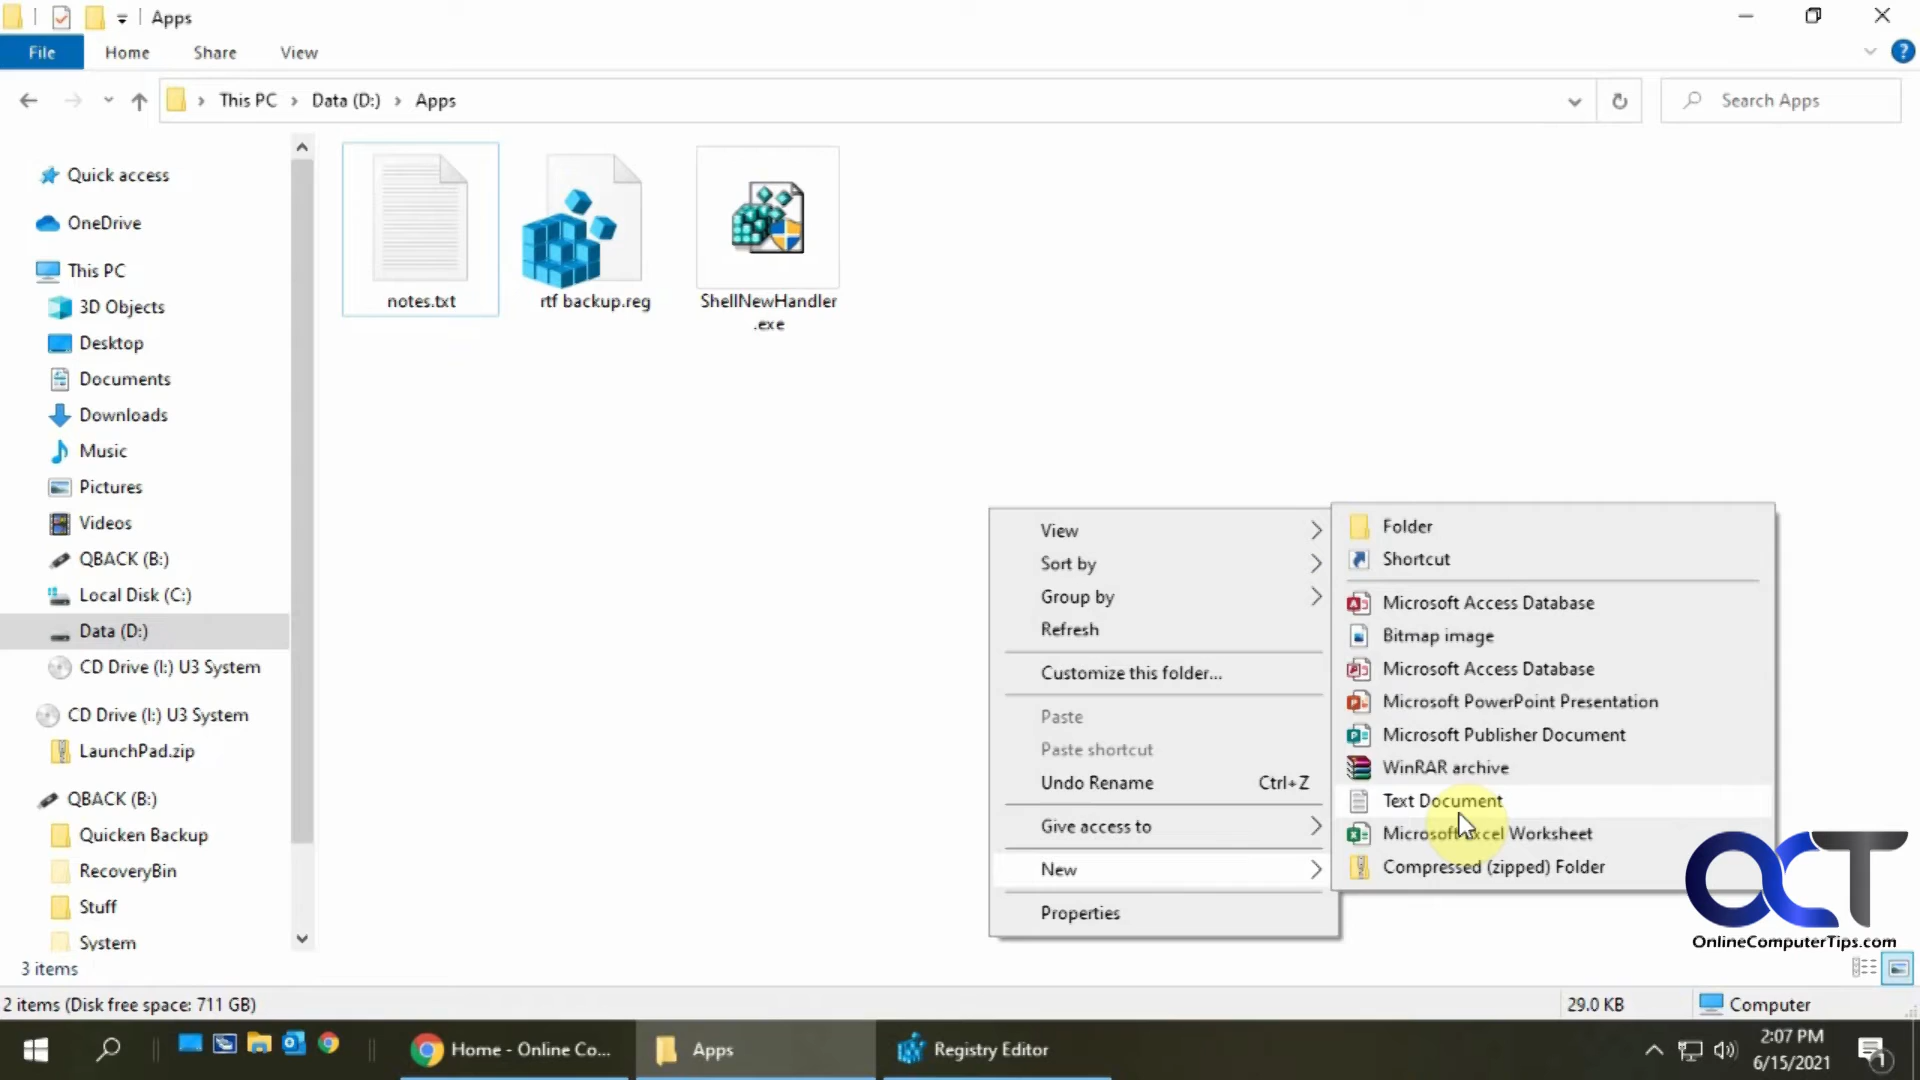 Apps
File Home Share View
This PC > Data (D:) > Apps
Search Apps
Quick access
OneDrive
This PC
3D Objects
Desktop
Documents
Downloads
Music
Pictures
Videos
QBACK (B:)
Local Disk (C:)
Data (D:)
CD Drive (I:) U3 System
CD Drive (I:) U3 System
LaunchPad.zip
QBACK (B:)
Quicken Backup
RecoveryBin
Stuff
System
notes.txt
rtf backup.reg
ShellNewHandler
.exe
View
Sort by
Group by
Refresh
Customize this folder...
Paste
Paste shortcut
Undo Rename Ctrl+Z
Give access to
New
Properties
Folder
Shortcut
Microsoft Access Database
Bitmap image
Microsoft Access Database
Microsoft PowerPoint Presentation
Microsoft Publisher Document
WinRAR archive
Text Document
Microsoft Excel Worksheet
Compressed (zipped) Folder
OCT
OnlineComputerTips.com
3 items
2 items (Disk free space: 711 GB)
29.0 KB
Computer
Home - Online Co...
Apps
Registry Editor
2:07 PM
6/15/2021
1